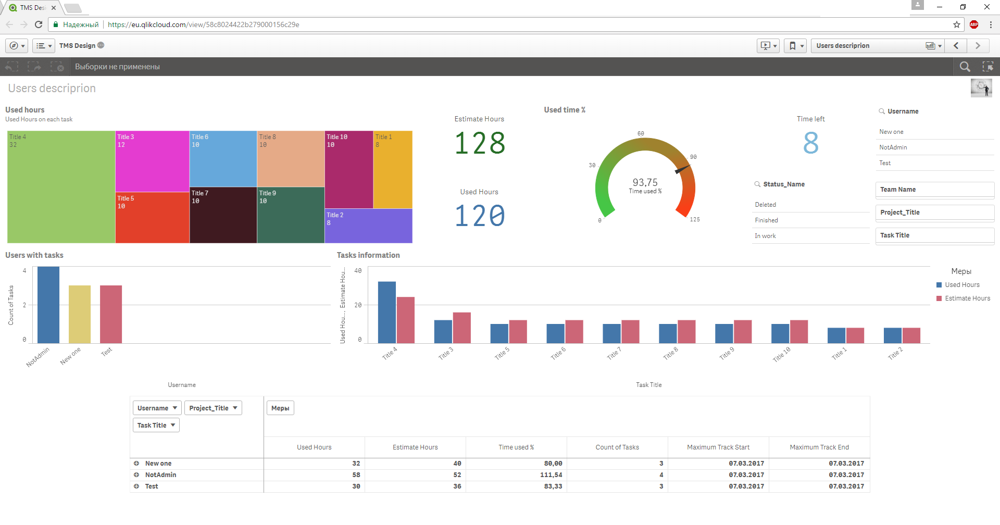 TMS Des
Надежный
https://eu.qlikcloud.com/view/58c8024422b279000156c29e
ABP
TMS Design
Users descriprion
Выборки не применены
Users descriprion
Used hours
Used Hours on each task
Title 4
32
Title 3
12
Title 5
10
Title 6
10
Title 7
10
Title 8
10
Title 9
10
Title 10
10
Title 1
8
Title 2
8
Estimate Hours
128
Used Hours
120
Used time %
0
30
60
90
125
93,75
Time used %
Time left
8
Status_Name
Deleted
Finished
In work
Username
New one
NotAdmin
Test
Team Name
Project_Title
Task Title
Users with tasks
Count of Tasks
4
2
0
NotAdmin
New one
Test
Username
Tasks information
Used Hou..., Estimate Hou...
40
20
0
Title 4
Title 3
Title 5
Title 6
Title 7
Title 8
Title 9
Title 10
Title 1
Title 2
Task Title
Меры
Used Hours
Estimate Hours
Username Project_Title Меры
Task Title
Used Hours Estimate Hours Time used % Count of Tasks Maximum Track Start Maximum Track End
New one 32 40 80,00 3 07.03.2017 07.03.2017
NotAdmin 58 52 111,54 4 07.03.2017 07.03.2017
Test 30 36 83,33 3 07.03.2017 07.03.2017